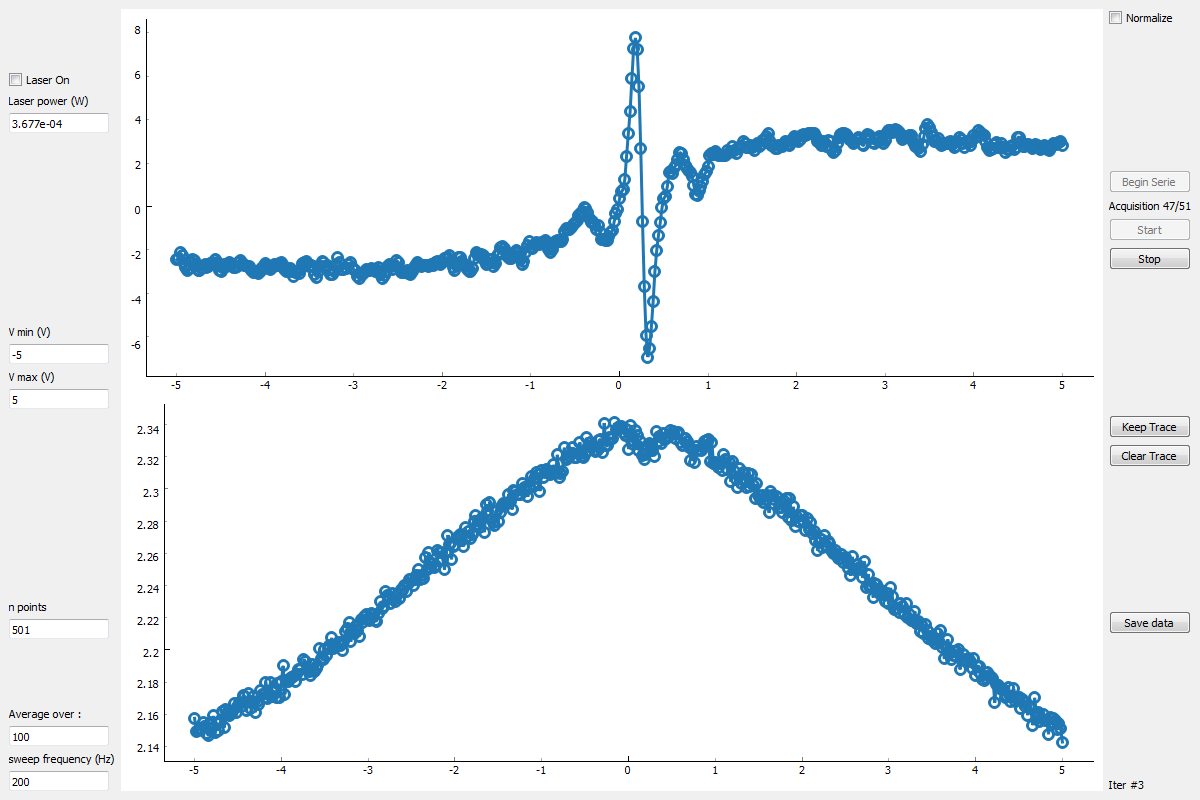 Laser On
Laser power (W)
3.677e-04
V min (V)
-5
V max (V)
5
n points
501
Average over :
100
sweep frequency (Hz)
200
8
6
4
2
0
-2
-4
-6
-5 -4 -3 -2 -1 0 1 2 3 4 5
2.34
2.32
2.3
2.28
2.26
2.24
2.22
2.2
2.18
2.16
2.14
-5 -4 -3 -2 -1 0 1 2 3 4 5
Normalize
Begin Serie
Acquisition 47/51
Start
Stop
Keep Trace
Clear Trace
Save data
Iter #3